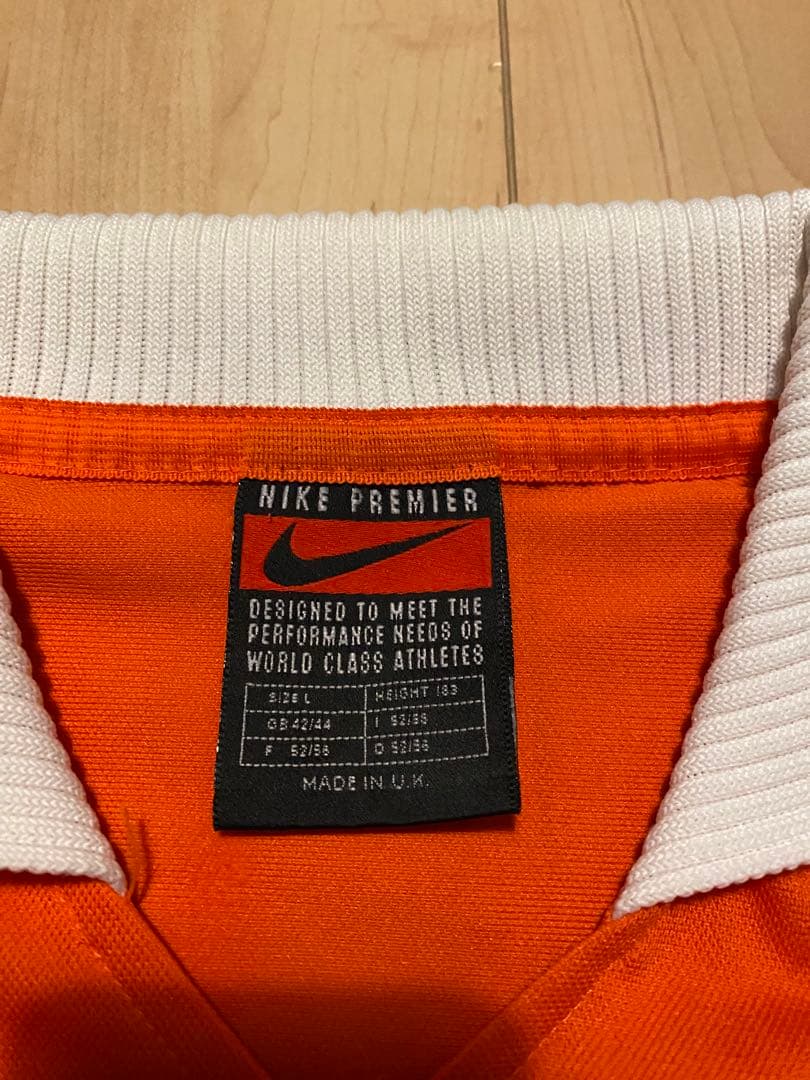 NIKE PREMIER
DESIGNED TO MEET THE
PERFORMANCE NEEDS OF
WORLD CLASS ATHLETES
SIZE L HEIGHT 183
GB 42/44 I 52/56
F 52/56 D 52/56
MADE IN U.K.